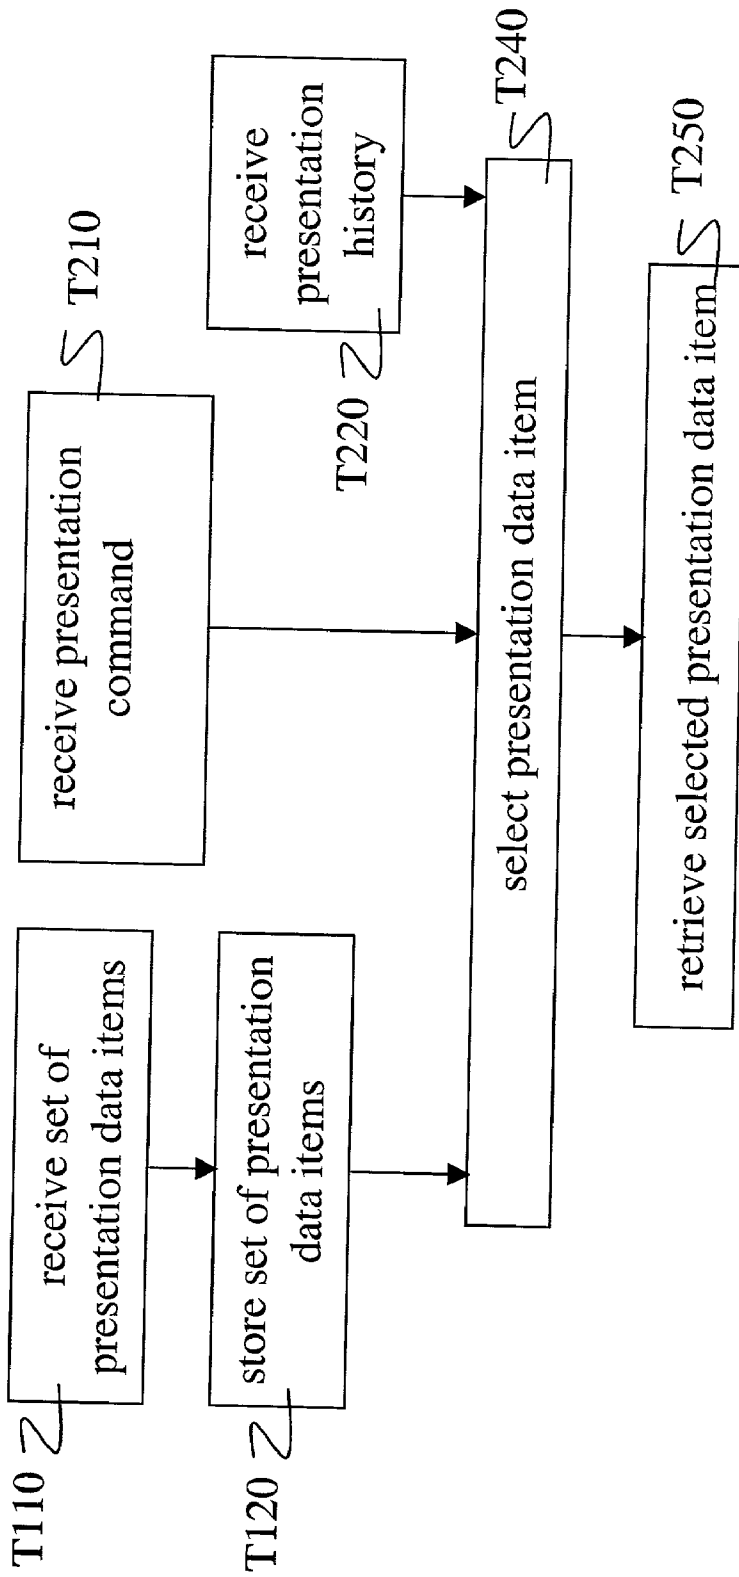 T110
receive set of
presentation data items
T120
store set of presentation
data items
receive presentation
command
T210
T220
receive
presentation
history
select presentation data item
T240
retrieve selected presentation data item
T250